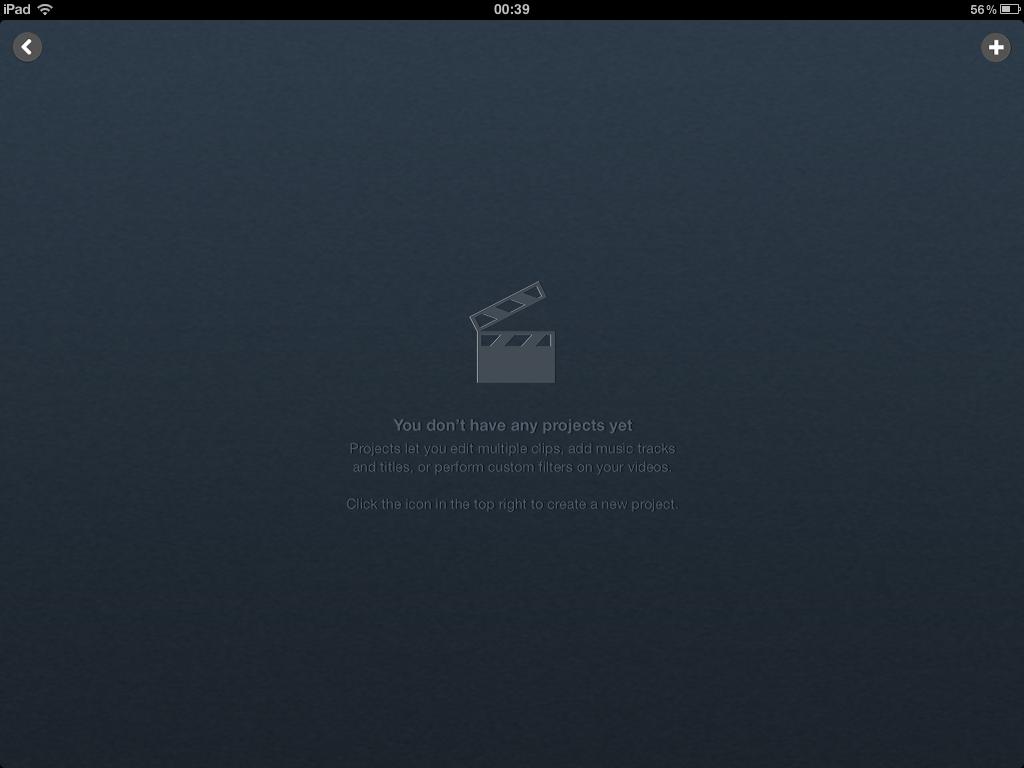 iPad 00:39 56%
You don't have any projects yet
Projects let you edit multiple clips, add music tracks
and titles, or perform custom filters on your videos.
Click the icon in the top right to create a new project.